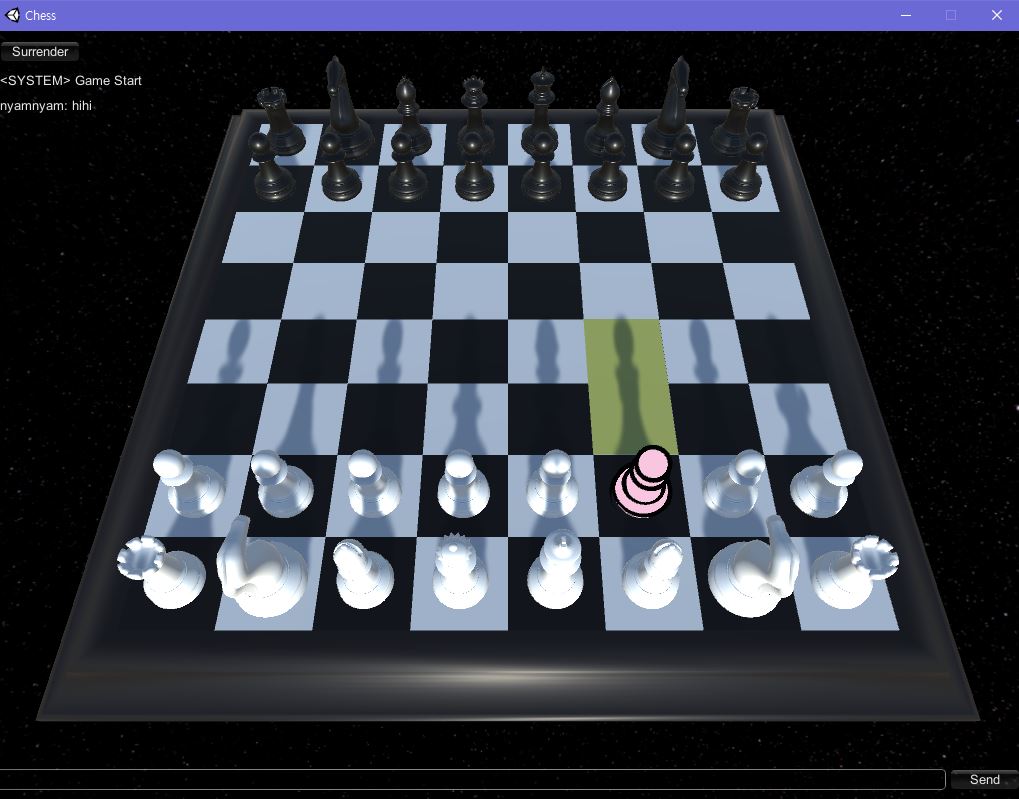 Chess
Surrender
<SYSTEM> Game Start
nyamnyam: hihi
Send